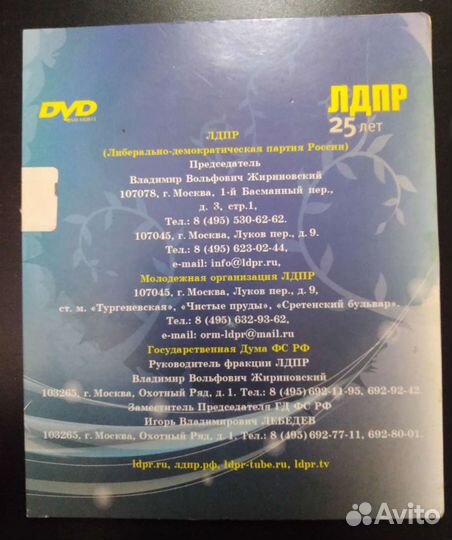 DVD
ЛДПР
25 лет
ЛДПР
(Либерально-демократическая партия России)
Председатель
Владимир Вольфович Жириновский
107078, г. Москва, 1-й Басманный пер.,
д. 3, стр.1,
Тел.: 8 (495) 530-62-62.
107045, г. Москва, Луков пер., д. 9.
Тел.: 8 (495) 623-02-44,
e-mail: info@ldpr.ru,
Молодежная организация ЛДПР
107045, г. Москва, Луков пер., д. 9,
ст. м. «Тургеневская», «Чистые пруды», «Сретенский бульвар».
Тел.: 8 (495) 632-93-62,
e-mail: orm-ldpr@mail.ru
Государственная Дума ФС РФ
Руководитель фракции ЛДПР
Владимир Вольфович Жириновский
103265, г. Москва, Охотный Ряд, д. 1. Тел.: 8 (495) 692-11-95, 692-92-42.
Заместитель Председателя ГД ФС РФ
Игорь Владимирович ЛЕБЕДЕВ
103265, г. Москва, Охотный Ряд, д. 1, Тел.: 8 (495) 692-77-11, 692-80-01.
ldpr.ru, лдпр.рф, ldpr-tube.ru, ldpr.tv
Avito